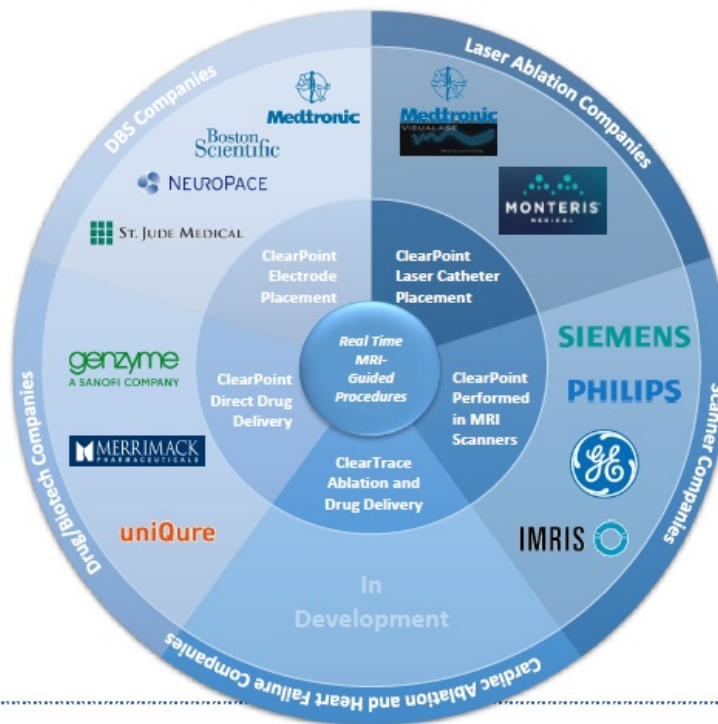 DBS Companies
Medtronic
Boston
Scientific
NEUROPACE
ST. JUDE MEDICAL
ClearPoint
Electrode
Placement
Laser Ablation Companies
Medtronic
VISUALASE
MONTERIS
MEDICAL
ClearPoint
Laser Catheter
Placement
Real Time
MRI-
Guided
Procedures
Scanner Companies
SIEMENS
PHILIPS
GE
IMRIS
ClearPoint
Performed
in MRI
Scanners
Drug/Biotech Companies
genzyme
A SANOFI COMPANY
MERRIMACK
PHARMACEUTICALS
uniQure
ClearPoint
Direct Drug
Delivery
ClearTrace
Ablation and
Drug Delivery
In
Development
Cardiac Ablation and Heart Failure Companies